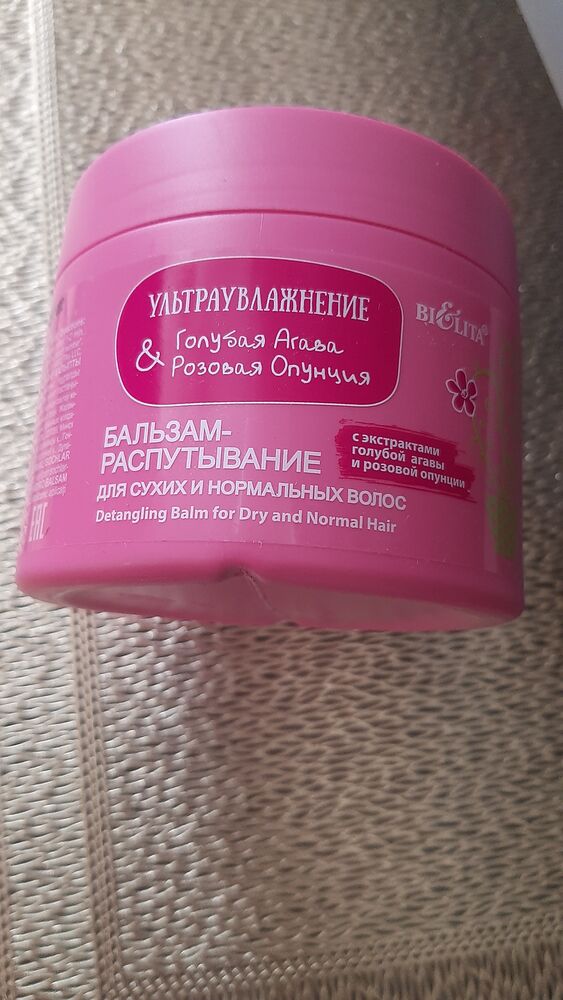 УЛЬТРАУВЛАЖНЕНИЕ
& Голубая Агава
Розовая Опунция
BIELITA®
БАЛЬЗАМ-
РАСПУТЫВАНИЕ
ДЛЯ СУХИХ И НОРМАЛЬНЫХ ВОЛОС
Detangling Balm for Dry and Normal Hair
с экстрактами
голубой агавы
и розовой опунции
EAC